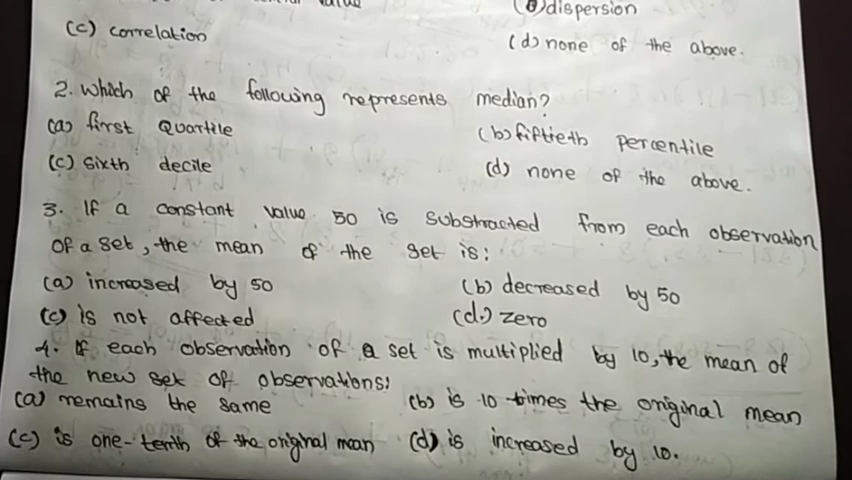 value (b) dispersion
(c) correlation (d) none of the above.
2. Which of the following represents median?
(a) first Quartile (b) fiftieth percentile
(c) sixth decile (d) none of the above.
3. If a constant value 50 is substracted from each observation
of a set, the mean of the set is:
(a) increased by 50 (b) decreased by 50
(c) is not affected (d) zero
4. If each observation of a set is multiplied by 10, the mean of
the new set of observations:
(a) remains the same (b) is 10 times the original mean
(c) is one-tenth of the original mean (d) is increased by 10.